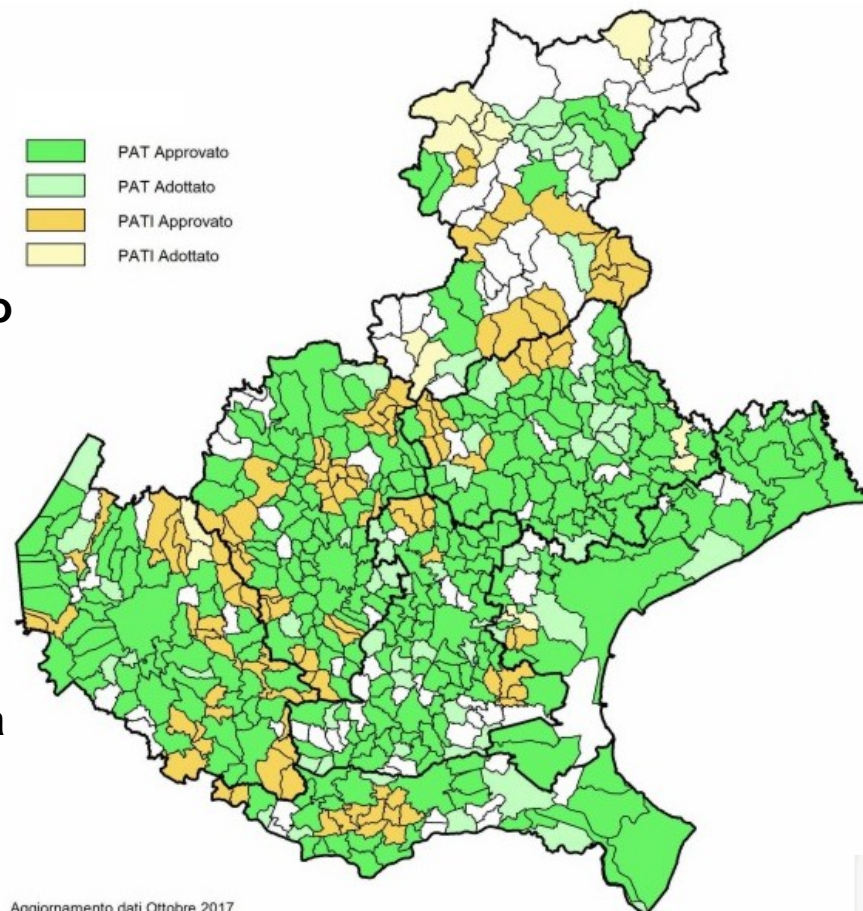 PAT Approvato
PAT Adottato
PATI Approvato
PATI Adottato
o
a
Aggiornamento dati Ottobre 2017